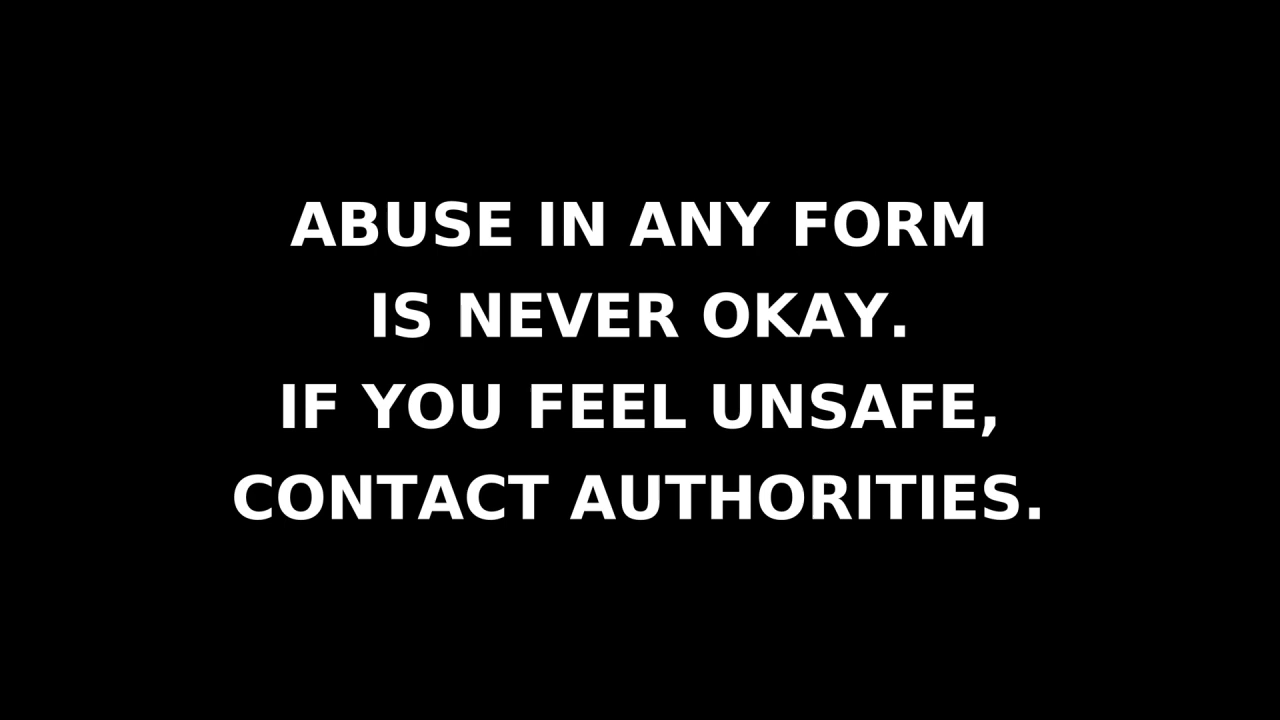 ABUSE IN ANY FORM
IS NEVER OKAY.
IF YOU FEEL UNSAFE,
CONTACT AUTHORITIES.